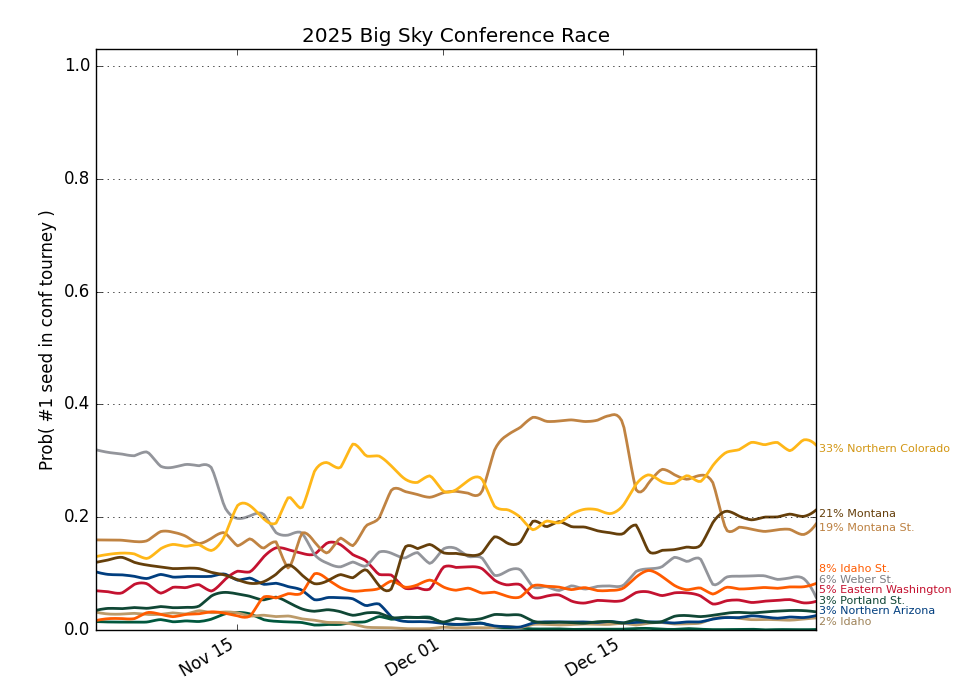 2025 Big Sky Conference Race
Prob( #1 seed in conf tourney )
1.0
0.8
0.6
0.4
0.2
0.0
Nov 15
Dec 01
Dec 15
33% Northern Colorado
21% Montana
19% Montana St.
8% Idaho St.
6% Weber St.
5% Eastern Washington
3% Portland St.
3% Northern Arizona
2% Idaho